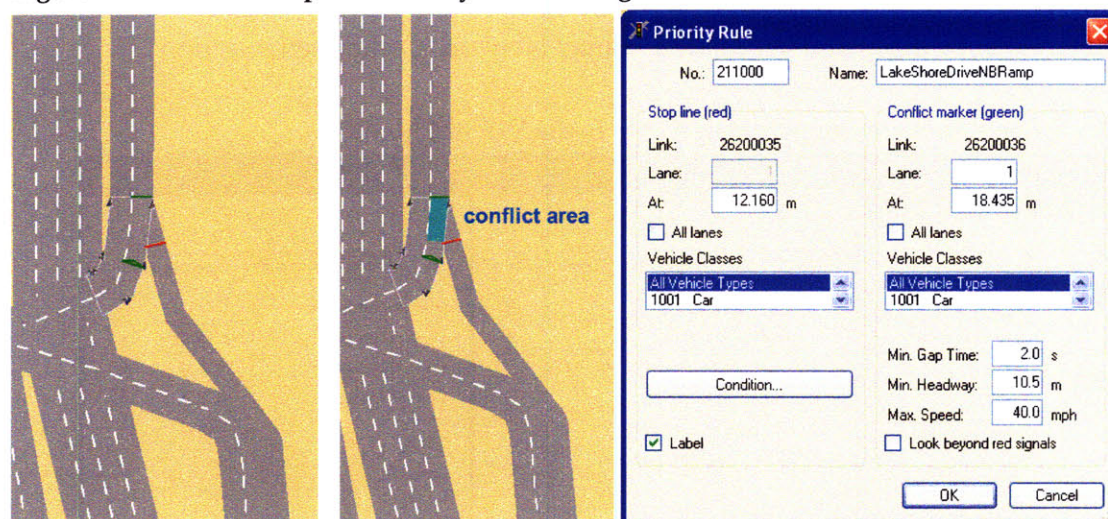 conflict area
Priority Rule
No.: 211000 Name: LakeShoreDriveNBRamp
Stop line (red) Conflict marker (green)
Link: 26200035 Link: 26200036
Lane: 1 Lane: 1
At: 12.160 m At: 18.435 m
All lanes All lanes
Vehicle Classes Vehicle Classes
All Vehicle Types All Vehicle Types
1001 Car 1001 Car
Min. Gap Time: 2.0 s
Condition... Min. Headway: 10.5 m
Max. Speed: 40.0 mph
Label Look beyond red signals
OK Cancel